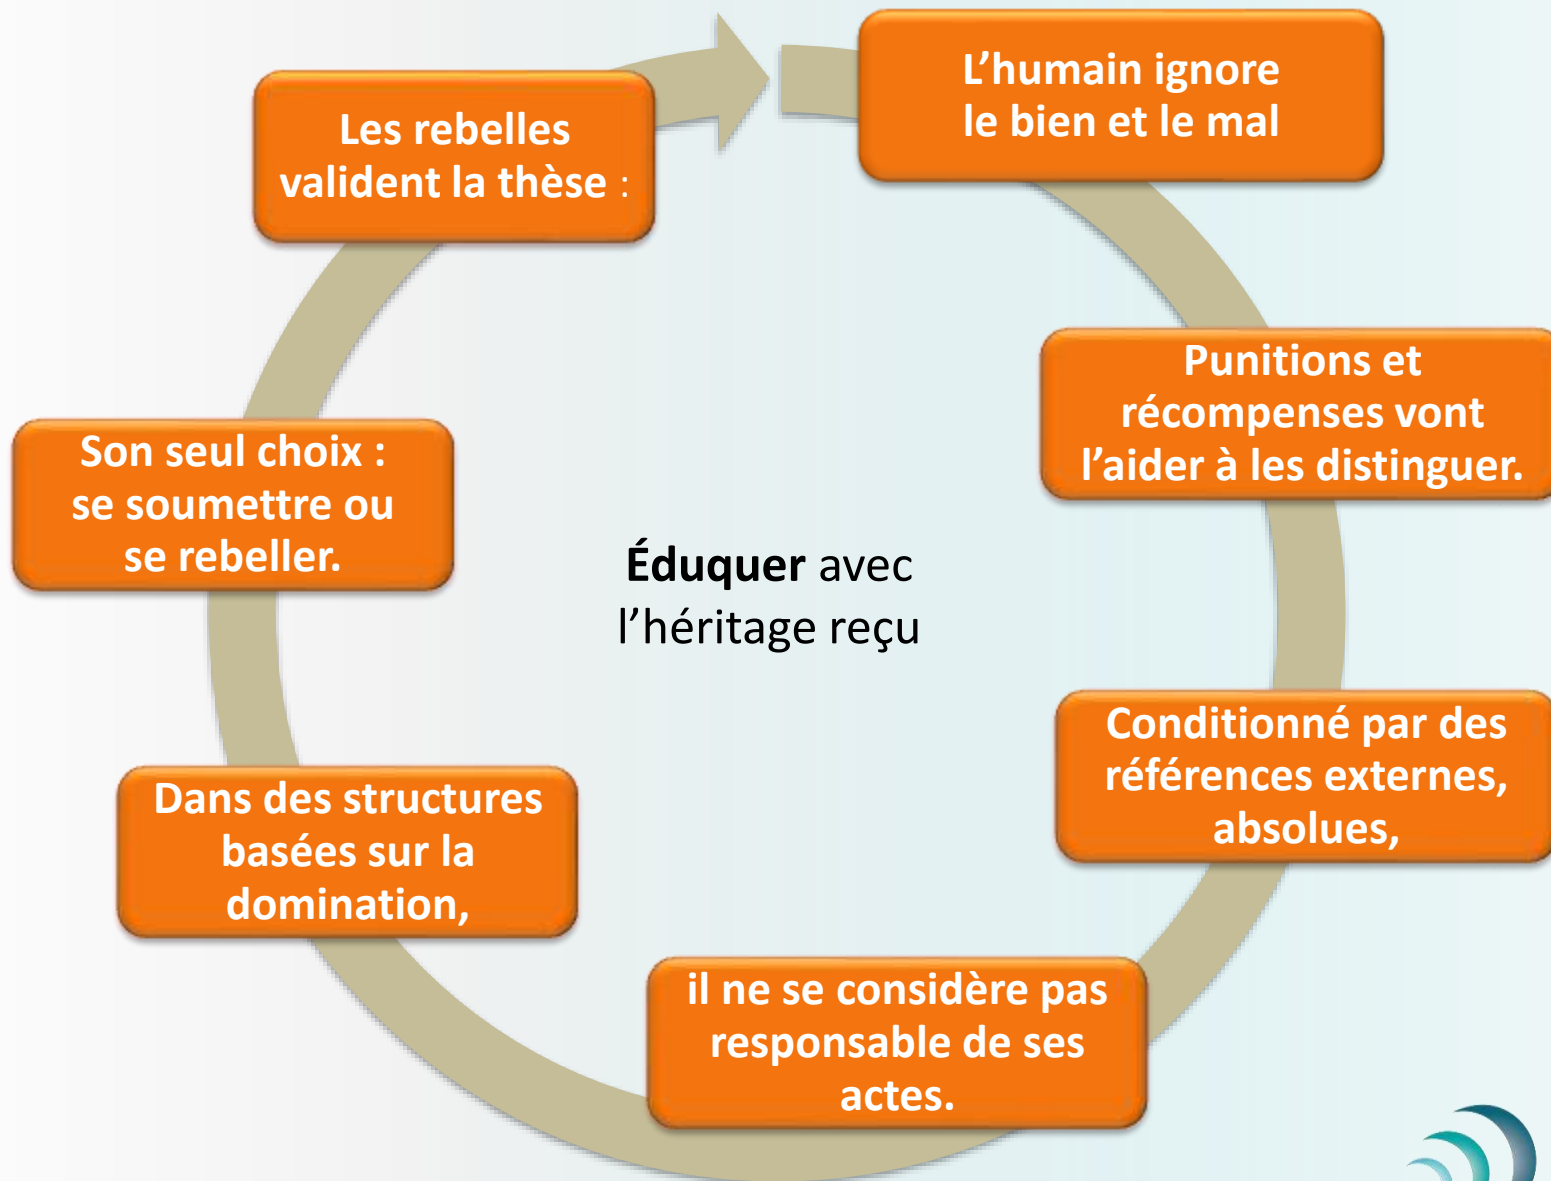 L’humain ignore
le bien et le mal
Punitions et
récompenses vont
l’aider à les distinguer.
Conditionné par des
références externes,
absolues,
il ne se considère pas
responsable de ses
actes.
Dans des structures
basées sur la
domination,
Son seul choix :
se soumettre ou
se rebeller.
Les rebelles
valident la thèse :
Éduquer avec
l’héritage reçu